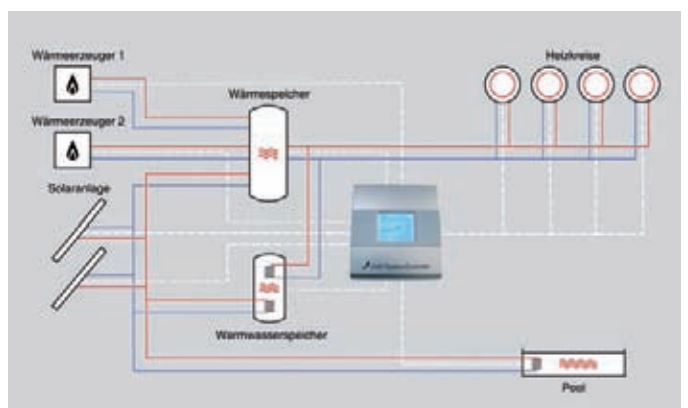 Wärmeerzeuger 1
Heizkreise
Wärmespeicher
Wärmeerzeuger 2
Solaranlage
Warmwasserspeicher
Pool